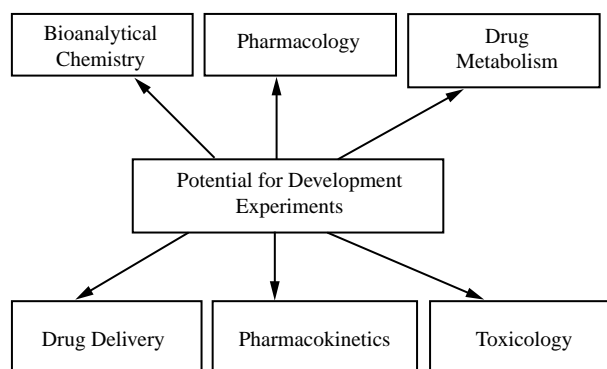 Bioanalytical
Chemistry
Pharmacology
Drug
Metabolism
Potential for Development
Experiments
Drug Delivery
Pharmacokinetics
Toxicology